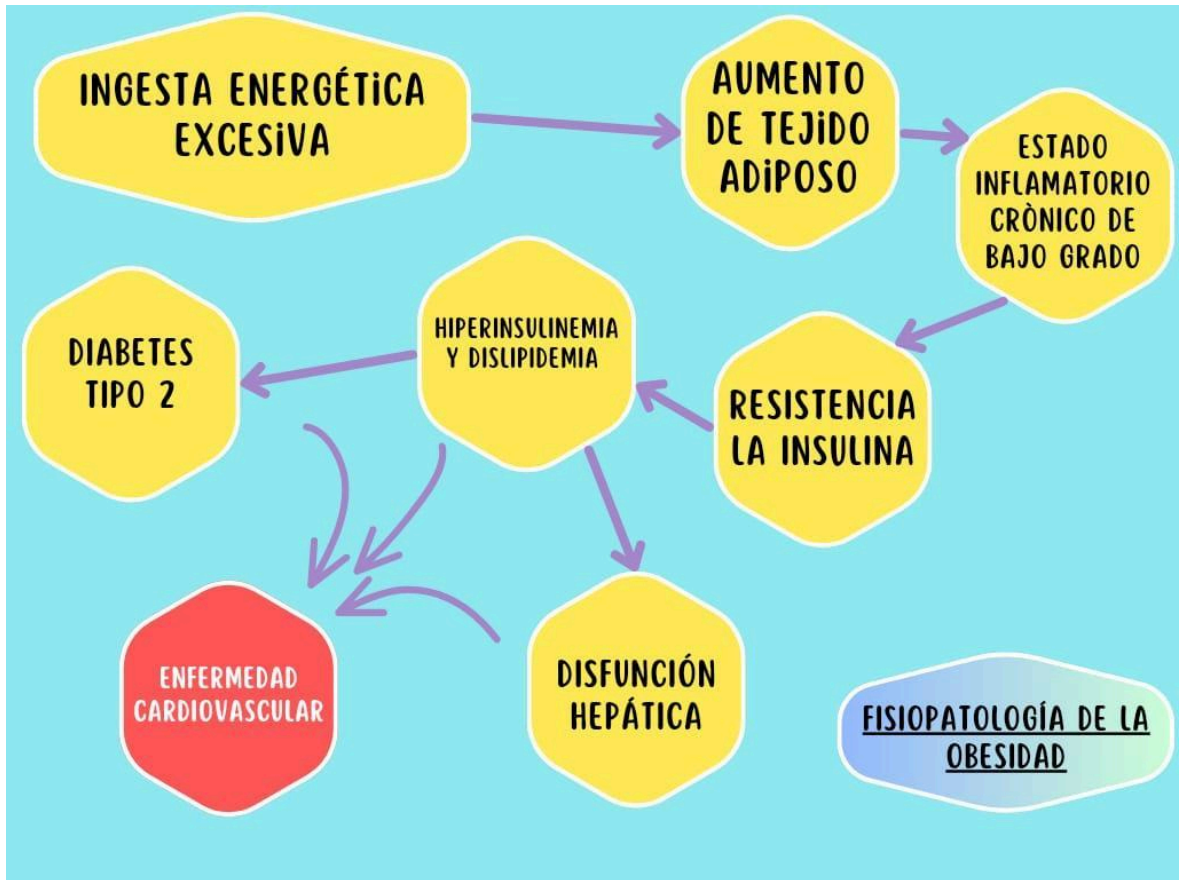 INGESTA ENERGÉTICA
EXCESIVA
AUMENTO
DE TEJIDO
ADIPOSO
ESTADO
INFLAMATORIO
CRÒNICO DE
BAJO GRADO
RESISTENCIA
LA INSULINA
HIPERINSULINEMIA
Y DISLIPIDEMIA
DIABETES
TIPO 2
DISFUNCIÓN
HEPÁTICA
ENFERMEDAD
CARDIOVASCULAR
FISIOPATOLOGÍA DE LA
OBESIDAD